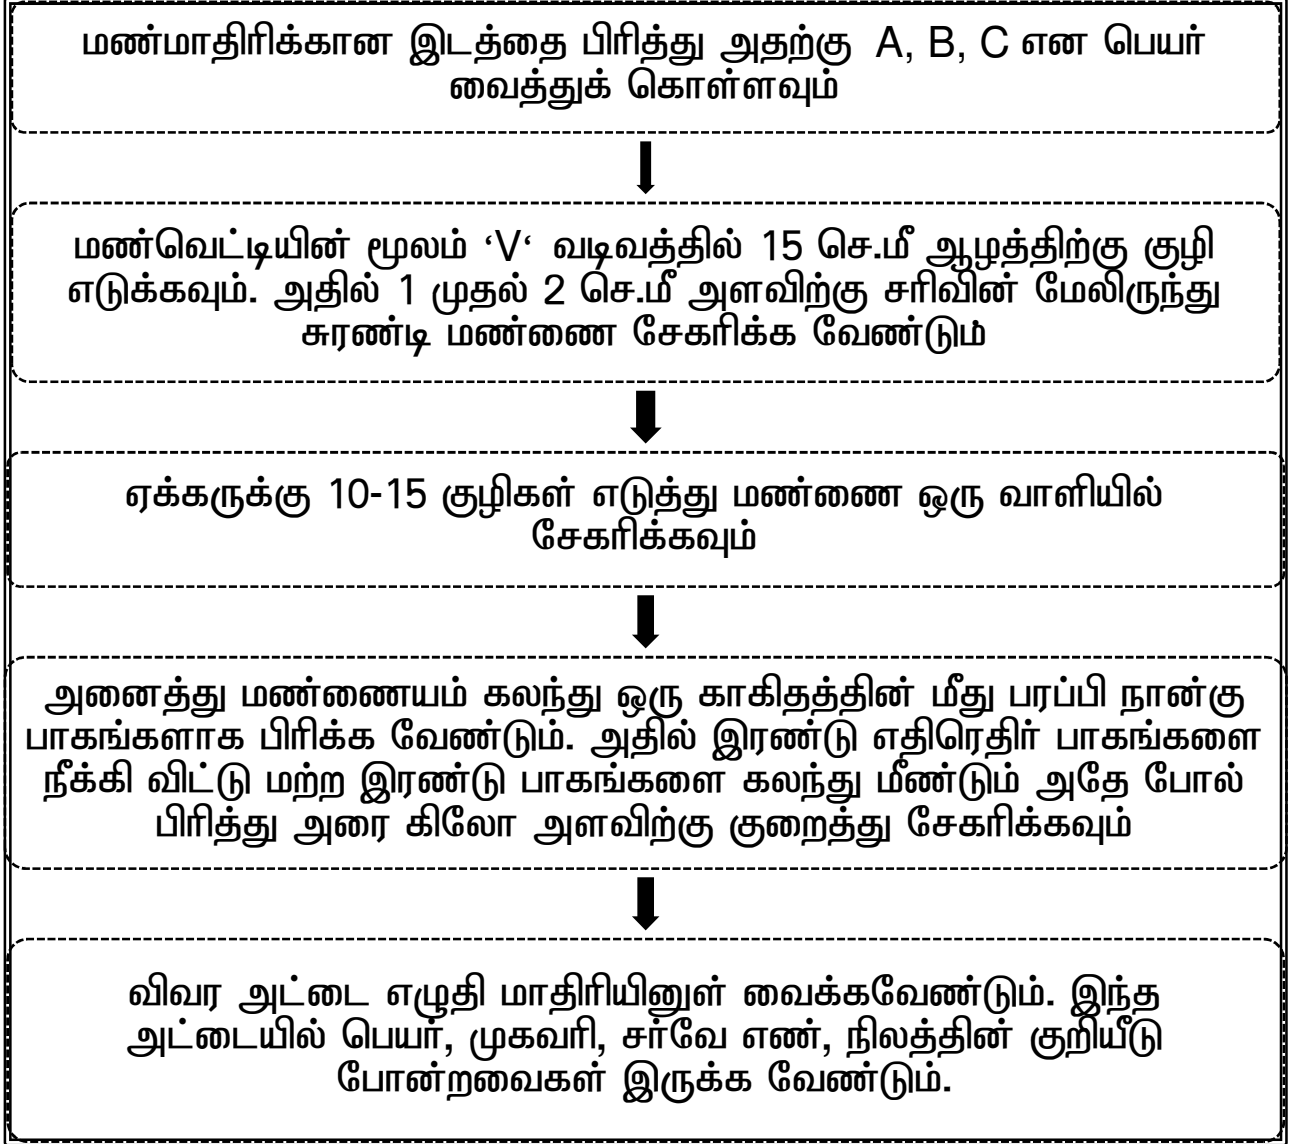 மண்மாதிரிக்கான இடத்தை பிரித்து அதற்கு A, B, C என பெயர்
வைத்துக் கொள்ளவும்
மண்வெட்டியின் மூலம் ‘V‘ வடிவத்தில் 15 செ.மீ ஆழத்திற்கு குழி
எடுக்கவும். அதில் 1 முதல் 2 செ.மீ அளவிற்கு சரிவின் மேலிருந்து
சுரண்டி மண்ணை சேகரிக்க வேண்டும்
ஏக்கருக்கு 10-15 குழிகள் எடுத்து மண்ணை ஒரு வாளியில்
சேகரிக்கவும்
அனைத்து மண்ணையம் கலந்து ஒரு காகிதத்தின் மீது பரப்பி நான்கு
பாகங்களாக பிரிக்க வேண்டும். அதில் இரண்டு எதிரெதிர் பாகங்களை
நீக்கி விட்டு மற்ற இரண்டு பாகங்களை கலந்து மீண்டும் அதே போல்
பிரித்து அரை கிலோ அளவிற்கு குறைத்து சேகரிக்கவும்
விவர அட்டை எழுதி மாதிரியினுள் வைக்கவேண்டும். இந்த
அட்டையில் பெயர், முகவரி, சர்வே எண், நிலத்தின் குறியீடு
போன்றவைகள் இருக்க வேண்டும்.